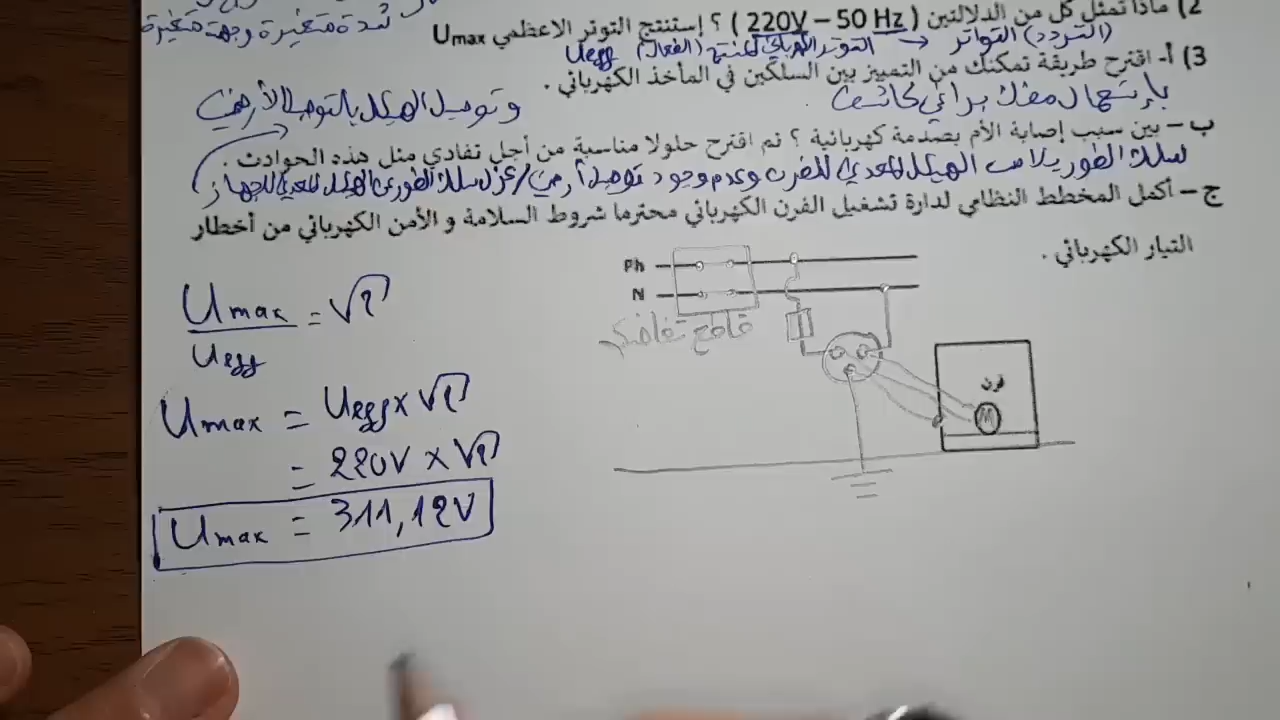 شدة متغيرة وجهة متغيرة
2) ماذا تمثل كل من الدلالتين ( 220V – 50 Hz ) ؟ إستنتج التوتر الاعظمي Umax
(التردد) التواتر ← التوتر الكهربائي المنتج (الفعال) Ueff
3) أ- اقترح طريقة تمكنك من التمييز بين السلكين في المأخذ الكهربائي .
بإستعمال مفك براغي كاشف
وتوصيل الهيكل بالتوصيل الأرضي
ب – بين سبب إصابة الأم بصدمة كهربائية ؟ ثم اقترح حلولا مناسبة من أجل تفادي مثل هذه الحوادث .
سلك الطور يلامس الهيكل المعدني للفرن وعدم وجود توصيل أرضي / عزل سلك الطور عن الهيكل المعدني للجهاز
ج – أكمل المخطط النظامي لدارة تشغيل الفرن الكهربائي محترما شروط السلامة و الأمن الكهربائي من أخطار
التيار الكهربائي .
Ph
N
قاطع تفاضلي
فرن
M
Umax / Ueff = √2
Umax = Ueff × √2
= 220V × √2
Umax = 311,12V